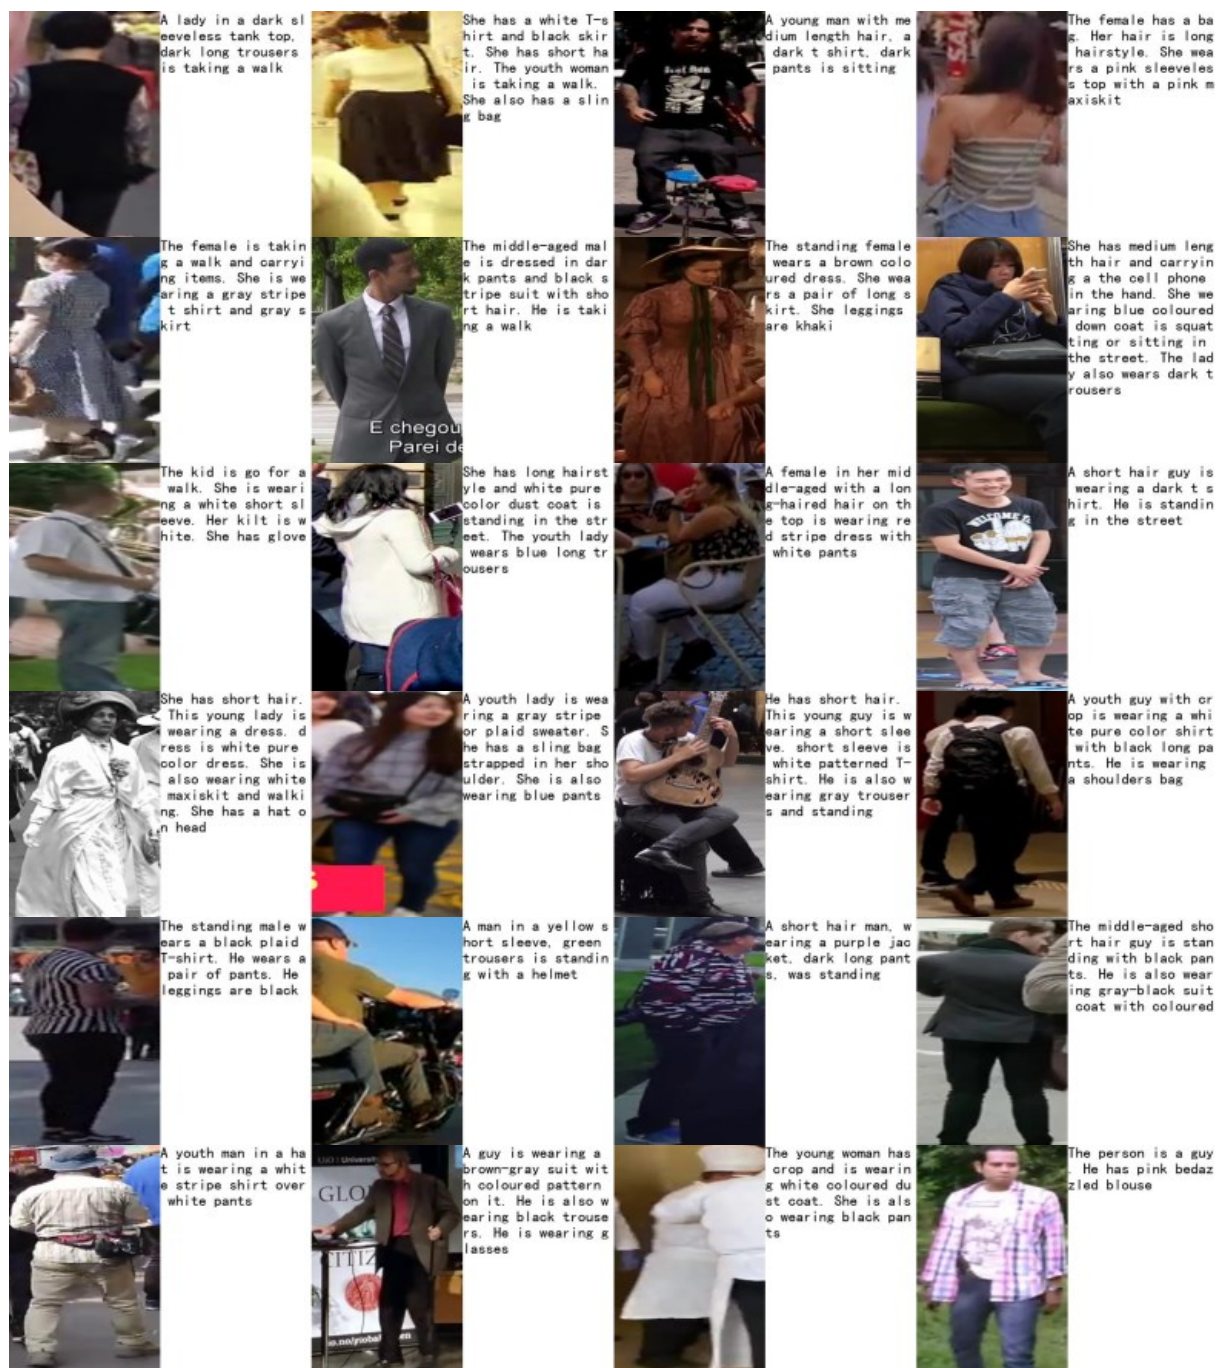 A lady in a dark sl
eeveless tank top,
dark long trousers
is taking a walk
She has a white T-s
hirt and black skir
t. She has short ha
ir. The youth woman
is taking a walk.
She also has a slin
g bag
A young man with me
dium length hair, a
dark t shirt, dark
pants is sitting
SALE
The female has a ba
g. Her hair is long
hairstyle. She wea
rs a pink sleeveles
s top with a pink m
axiskit
The female is takin
g a walk and carryi
ng items. She is we
aring a gray stripe
t shirt and gray s
kirt
E chegou
Parei de
The middle-aged mal
e is dressed in dar
k pants and black s
tripe suit with sho
rt hair. He is taki
ng a walk
The standing female
wears a brown colo
ured dress. She wea
rs a pair of long s
kirt. She leggings
are khaki
She has medium leng
th hair and carryin
g a the cell phone
in the hand. She we
aring blue coloured
down coat is squat
ting or sitting in
the street. The lad
y also wears dark t
rousers
The kid is go for a
walk. She is weari
ng a white short sl
eeve. Her kilt is w
hite. She has glove
She has long hairst
yle and white pure
color dust coat is
standing in the str
eet. The youth lady
wears blue long tr
ousers
A female in her mid
dle-aged with a lon
g-haired hair on th
e top is wearing re
d stripe dress with
white pants
WELCOME T
A short hair guy is
wearing a dark t s
hirt. He is standin
g in the street
She has short hair.
This young lady is
wearing a dress. d
ress is white pure
color dress. She is
also wearing white
maxiskit and walki
ng. She has a hat o
n head
A youth lady is wea
ring a gray stripe
or plaid sweater. S
he has a sling bag
strapped in her sho
ulder. She is also
wearing blue pants
He has short hair.
This young guy is w
earing a short slee
ve. short sleeve is
white patterned T-
shirt. He is also w
earing gray trouser
s and standing
A youth guy with cr
op is wearing a whi
te pure color shirt
with black long pa
nts. He is wearing
a shoulders bag
The standing male w
ears a black plaid
T-shirt. He wears a
pair of pants. He
leggings are black
A man in a yellow s
hort sleeve, green
trousers is standin
g with a helmet
A short hair man, w
earing a purple jac
ket, dark long pant
s, was standing
The middle-aged sho
rt hair guy is stan
ding with black pan
ts. He is also wear
ing gray-black suit
coat with coloured
A youth man in a ha
t is wearing a whit
e stripe shirt over
white pants
GLO
CITIZ
A guy is wearing a
brown-gray suit wit
h coloured pattern
on it. He is also w
earing black trouse
rs. He is wearing g
lasses
The young woman has
crop and is wearin
g white coloured du
st coat. She is als
o wearing black pan
ts
The person is a guy
. He has pink bedaz
zled blouse